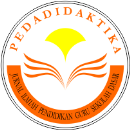 PEDADIDAKTIKA
JURNAL ILMIAH PENDIDIKAN GURU SEKOLAH DASAR